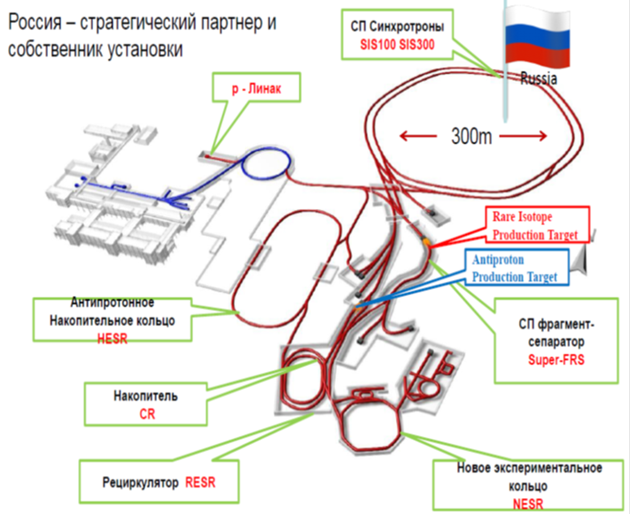 Россия – стратегический партнер и
собственник установки
СП Синхротроны
SIS100 SIS300
Russia
р - Линак
300m
Rare Isotope
Production Target
Antiproton
Production Target
Антипротонное
Накопительное кольцо
HESR
СП фрагмент-
сепаратор
Super-FRS
Накопитель
CR
Рециркулятор RESR
Новое экспериментальное
кольцо
NESR